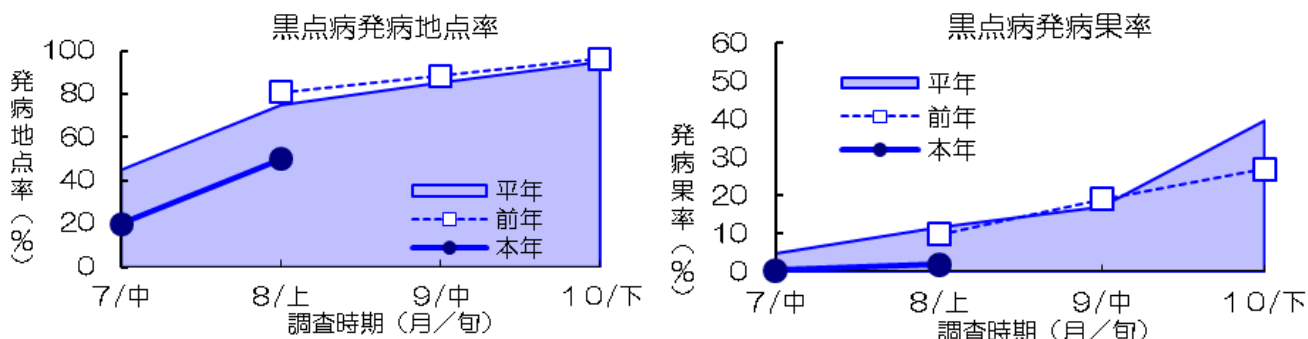 黒点病発病地点率
発病地点率（％）
100
80
60
40
20
0
平年
前年
本年
7/中
8/上
9/中
10/下
調査時期（月／旬）
黒点病発病果率
発病果率（％）
60
50
40
30
20
10
0
平年
前年
本年
7/中
8/上
9/中
10/下
調査時期（月／旬）